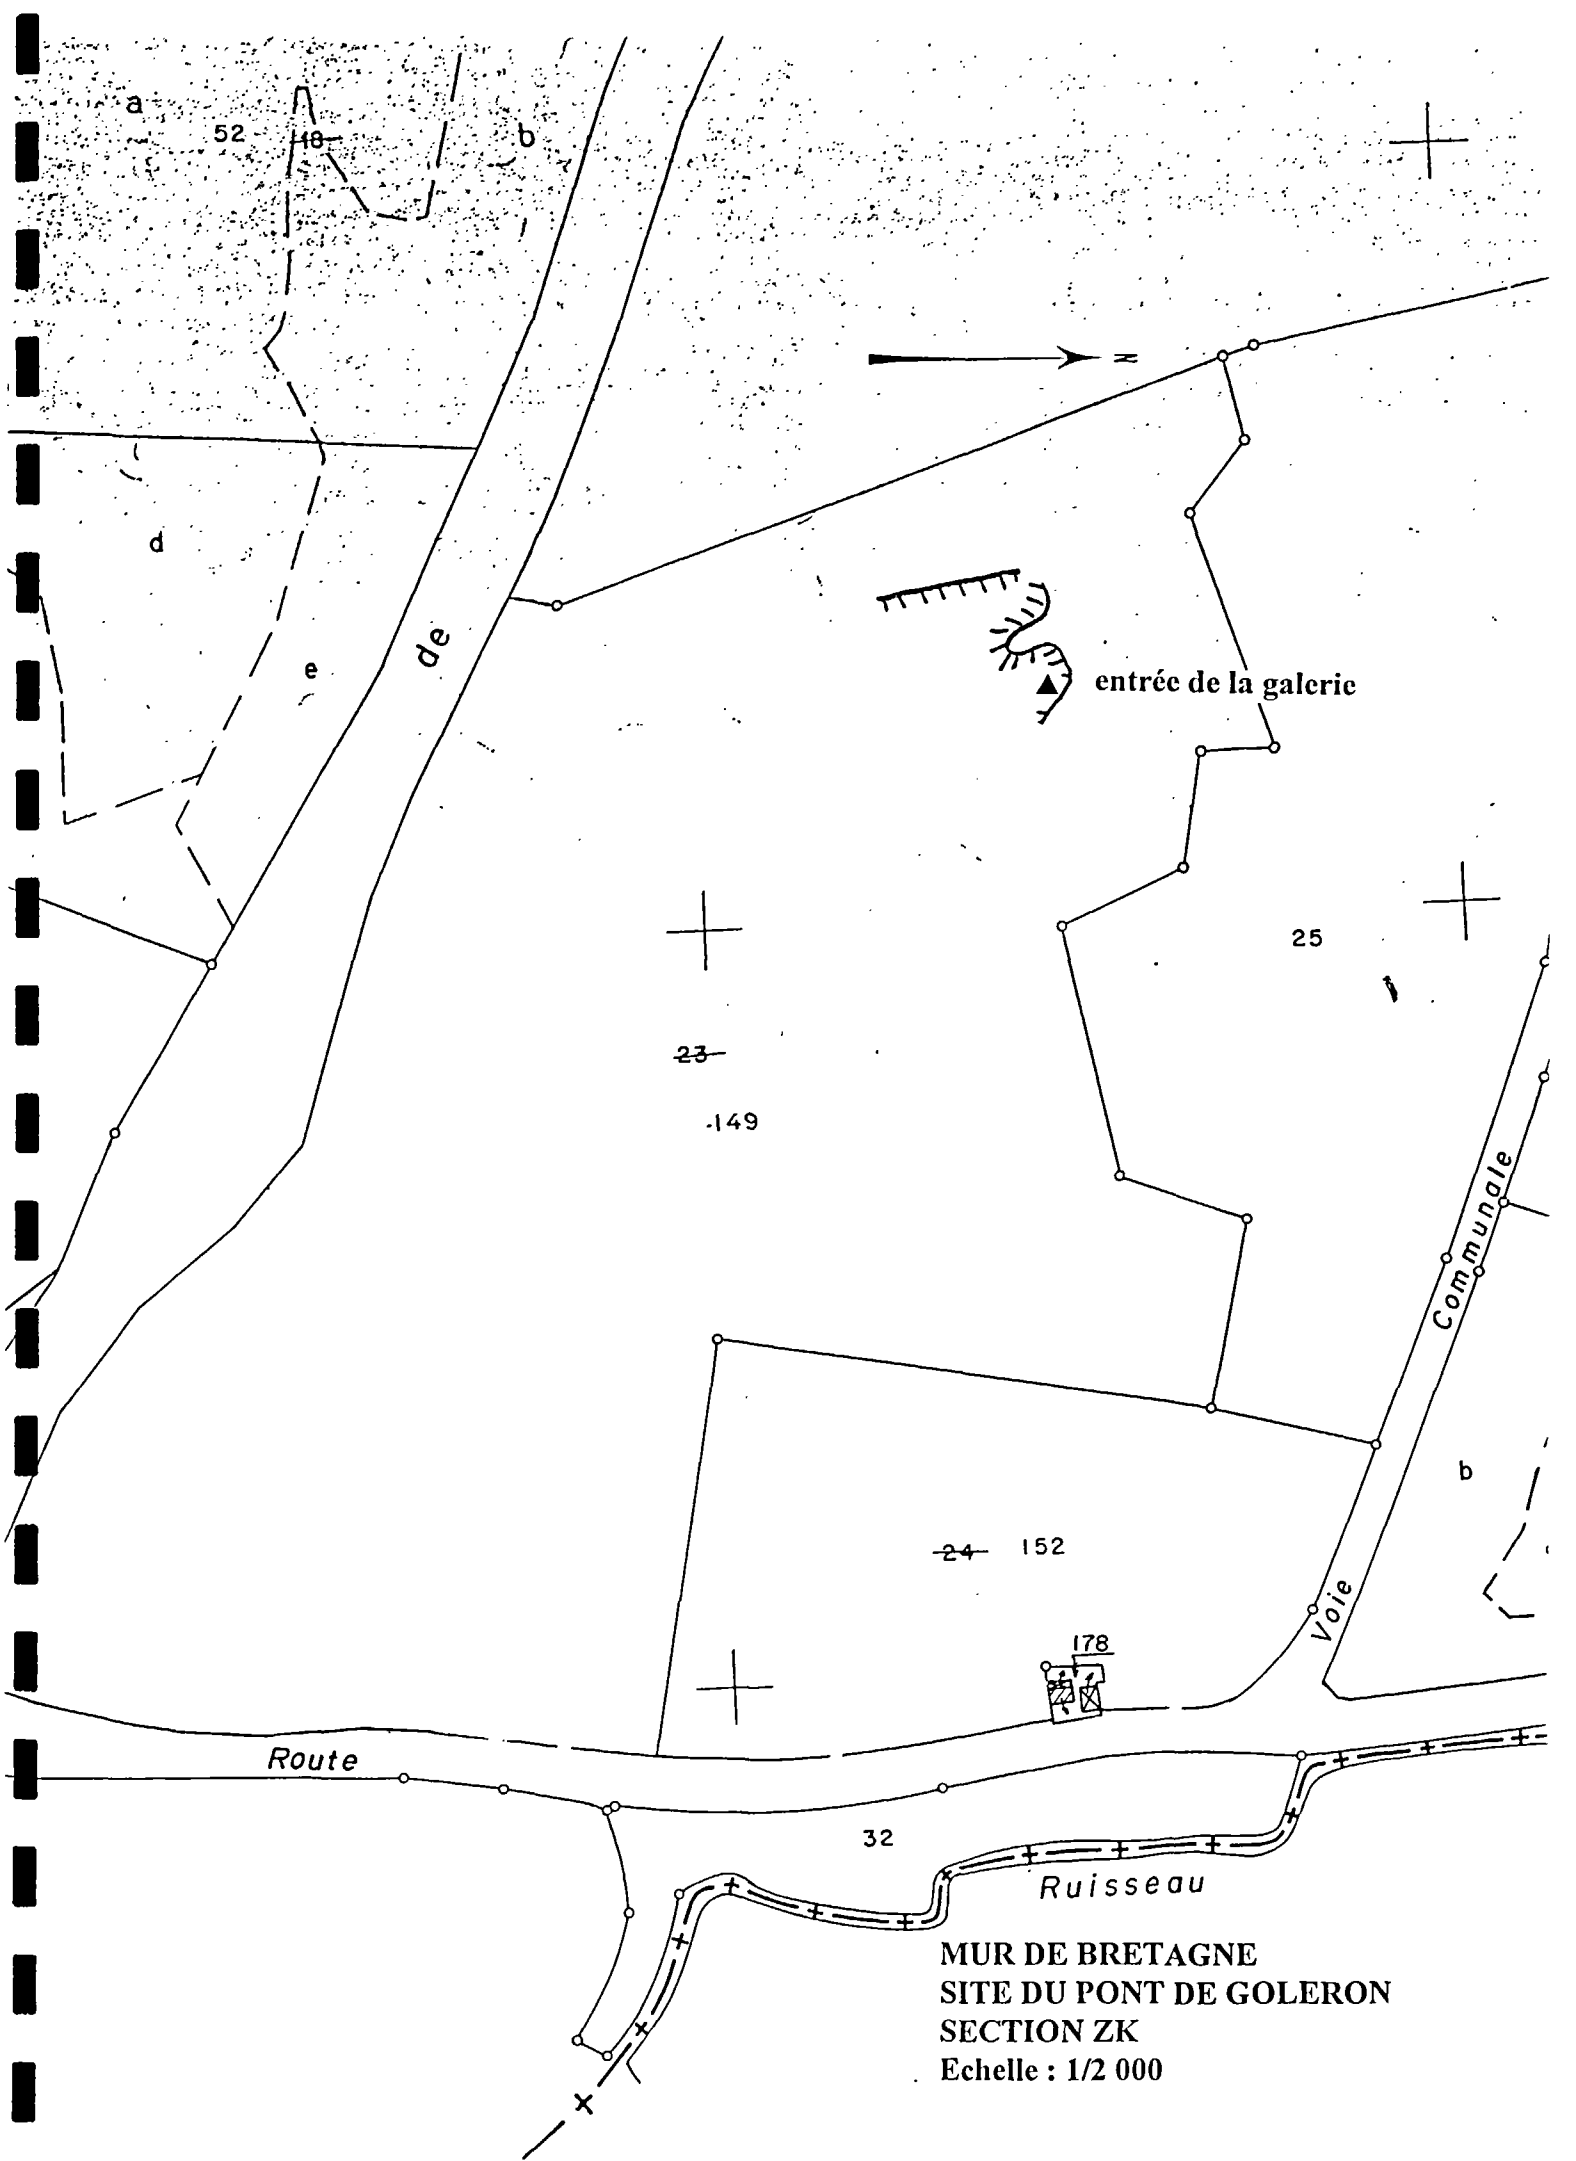 a
52 18 b
N
d
de
e
entrée de la galerie
25
23
149
Communale
b
24 152
Voie
178
Route
32
Ruisseau
MUR DE BRETAGNE
SITE DU PONT DE GOLERON
SECTION ZK
Echelle : 1/2 000